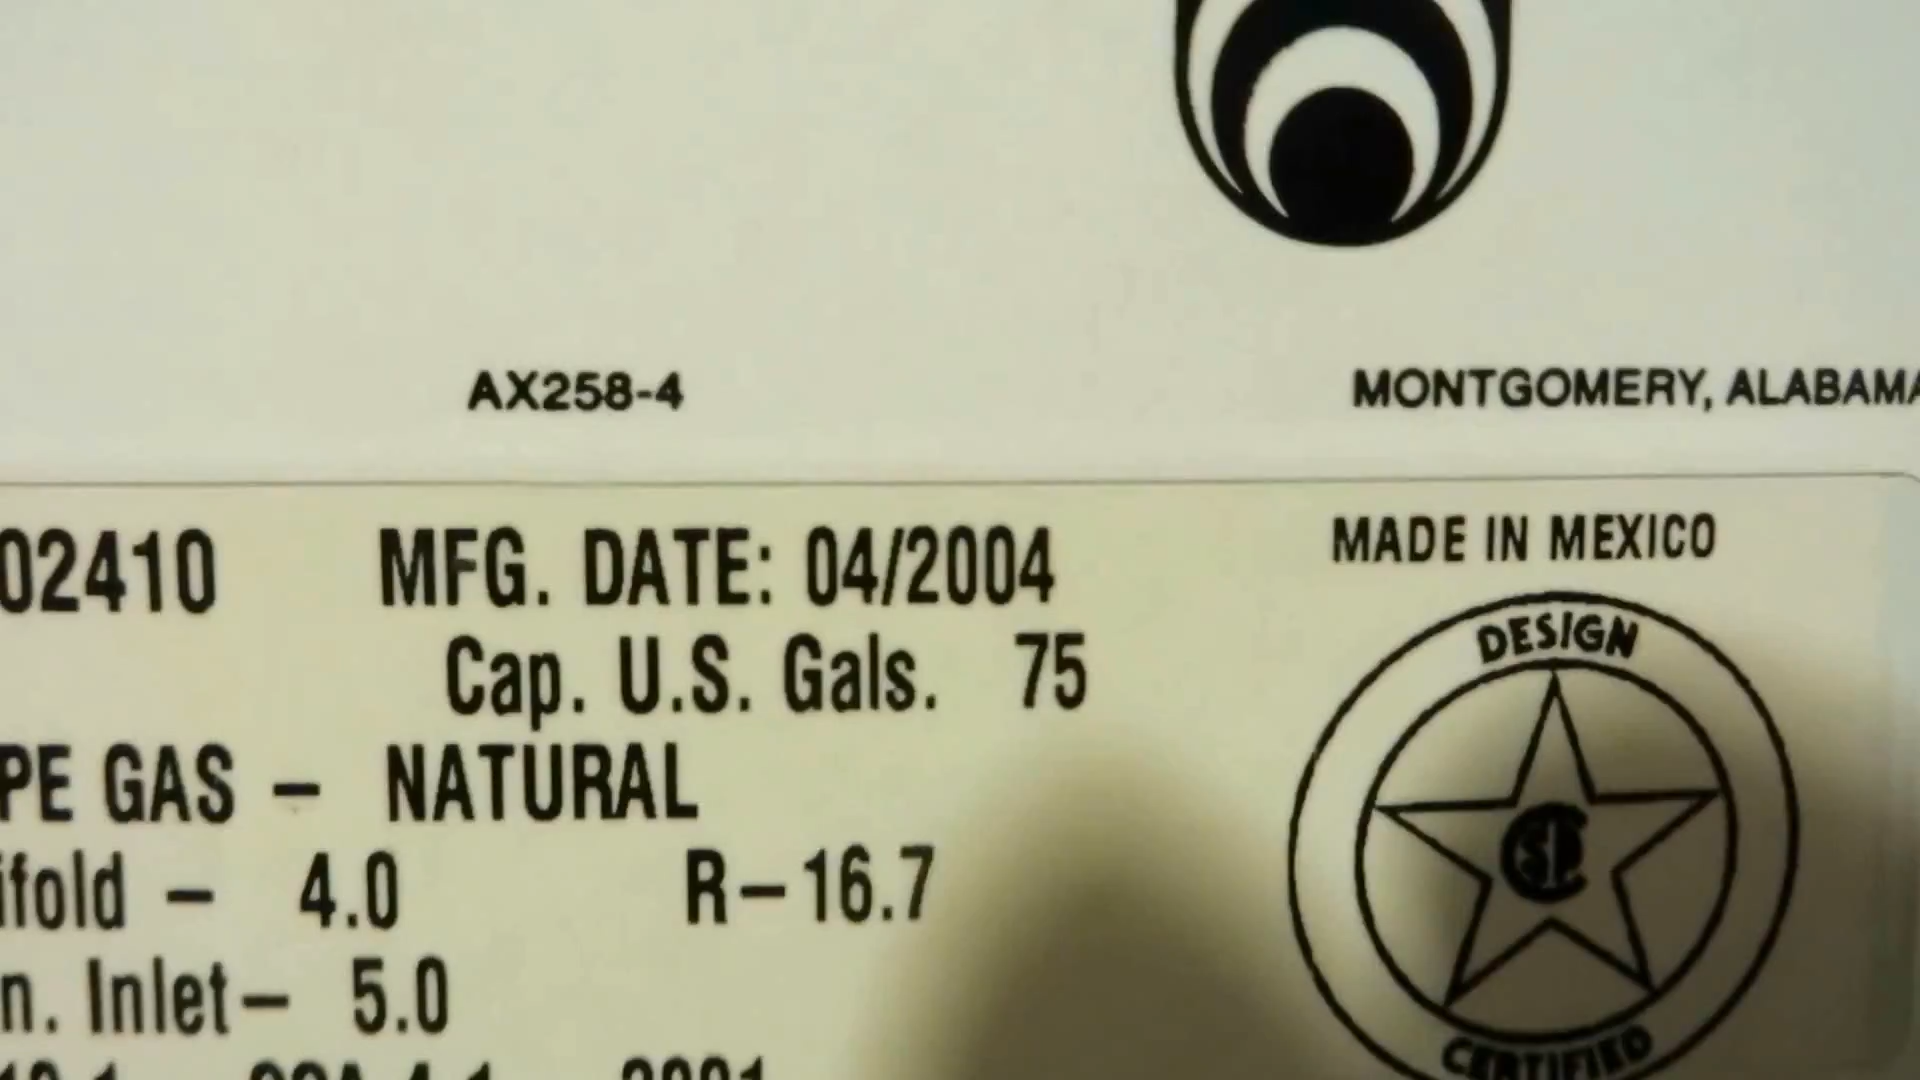 AX258-4
MONTGOMERY, ALABAMA
02410 MFG. DATE: 04/2004
MADE IN MEXICO
Cap. U.S. Gals. 75
PE GAS - NATURAL
ifold - 4.0 R-16.7
n. Inlet- 5.0
DESIGN
CERTIFIED